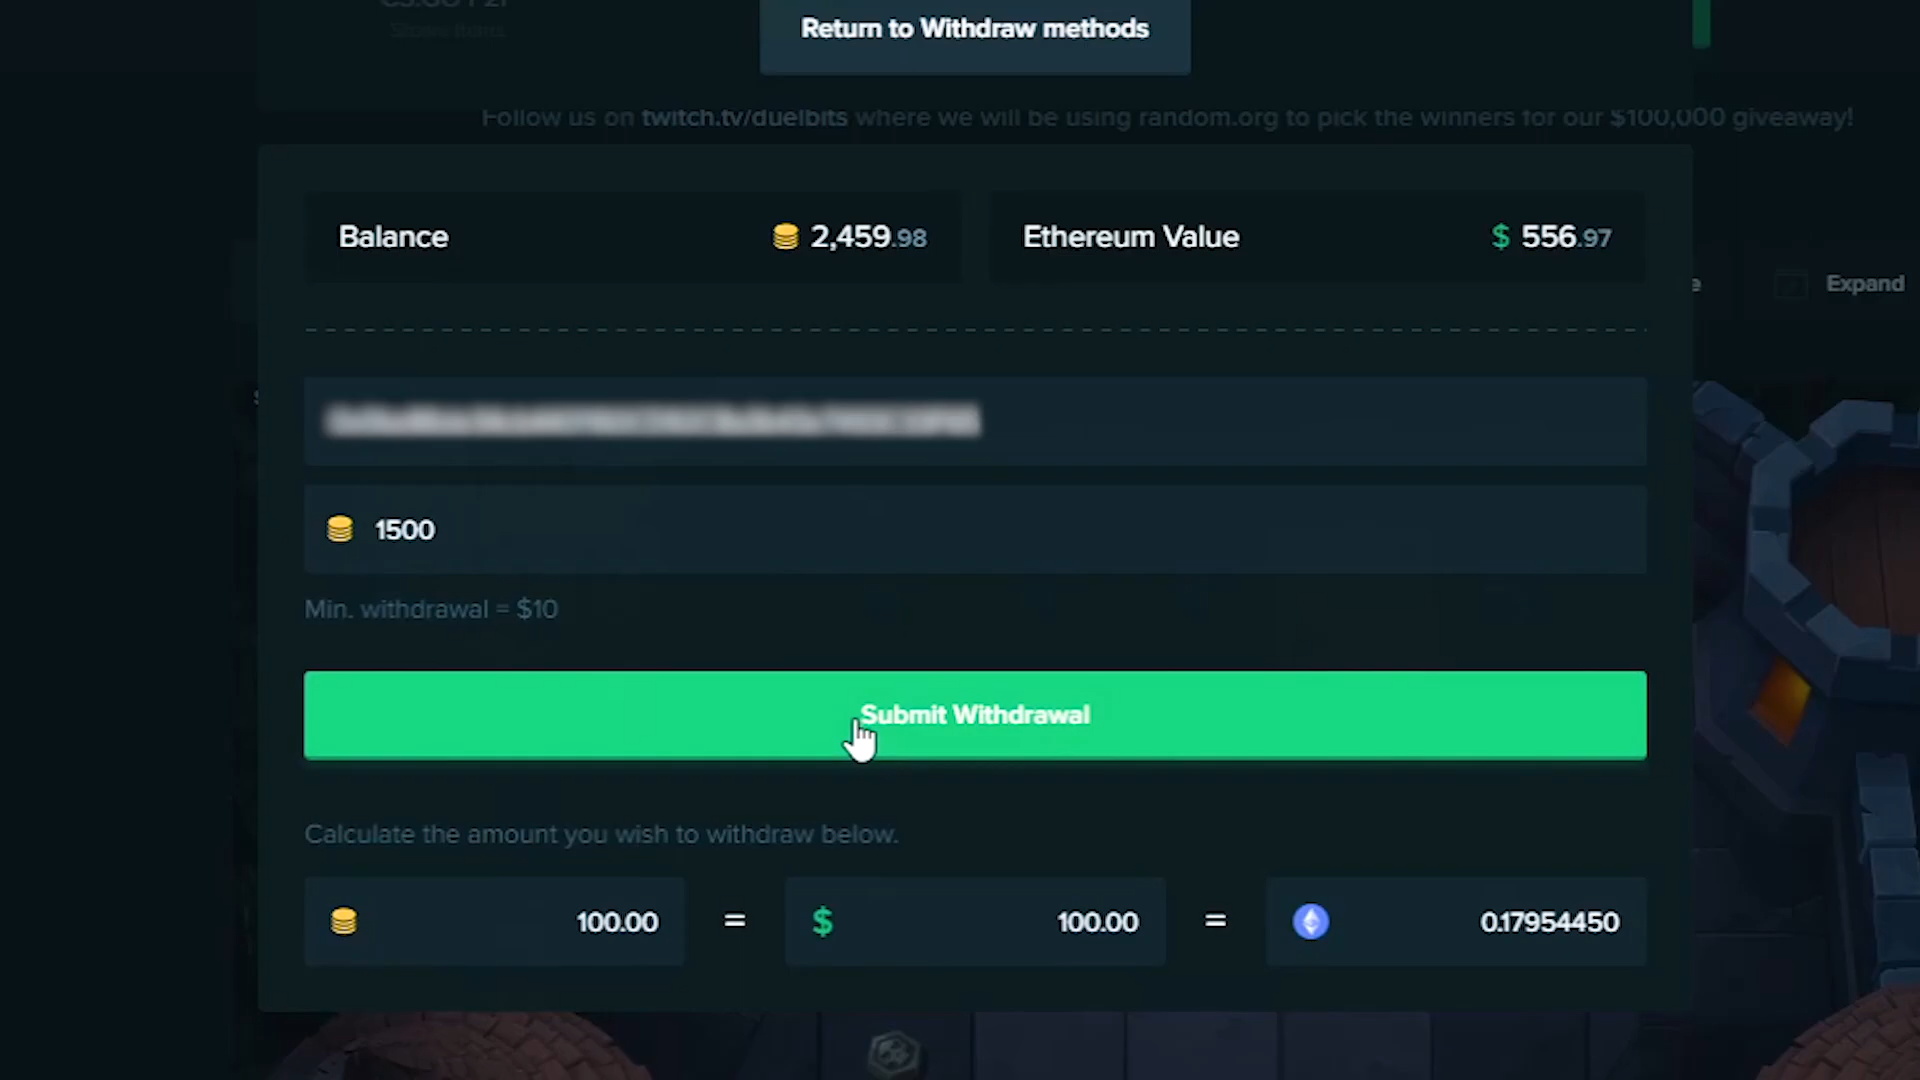 Return to Withdraw methods
Follow us on twitch.tv/duelbits where we will be using random.org to pick the winners for our $100,000 giveaway!
Balance 2,459.98 Ethereum Value $ 556.97
Expand
1500
Min. withdrawal = $10
Submit Withdrawal
Calculate the amount you wish to withdraw below.
100.00 = $ 100.00 = 0.17954450